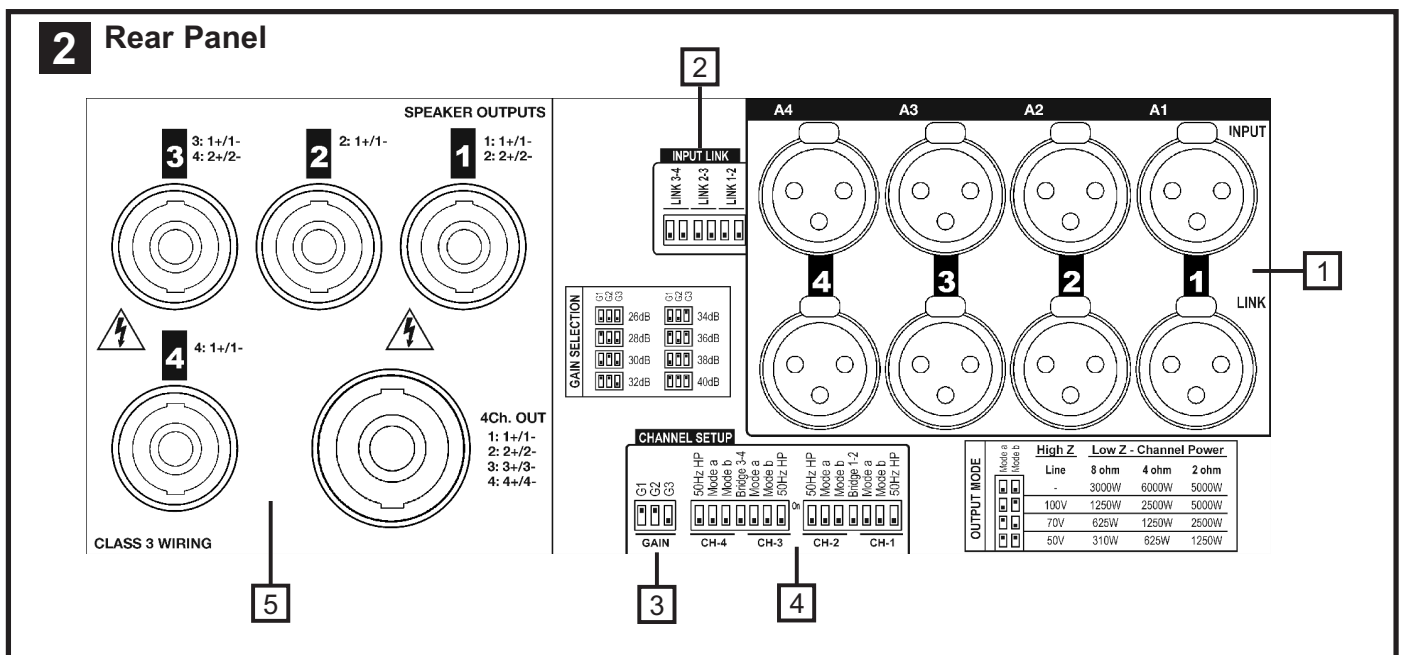 2 Rear Panel
2
SPEAKER OUTPUTS
3
3: 1+/1-
4: 2+/2-
2
2: 1+/1-
1
1: 1+/1-
2: 2+/2-
4
4: 1+/1-
4Ch. OUT
1: 1+/1-
2: 2+/2-
3: 3+/3-
4: 4+/4-
CLASS 3 WIRING
5
INPUT LINK
LINK 3-4
LINK 2-3
LINK 1-2
A4 A3 A2 A1
INPUT
4 3 2 1
LINK
1
GAIN SELECTION
G1 G2 G3 G1 G2 G3
26dB 34dB
28dB 36dB
30dB 38dB
32dB 40dB
CHANNEL SETUP
G1
G2
G3
50Hz HP
Mode a
Mode b
Bridge 3-4
Mode a
Mode b
50Hz HP
On
50Hz HP
Mode a
Mode b
Bridge 1-2
Mode a
Mode b
50Hz HP
GAIN CH-4 CH-3 CH-2 CH-1
3
4
OUTPUT MODE
Mode a
Mode b
High Z Low Z - Channel Power
Line 8 ohm 4 ohm 2 ohm
- 3000W 6000W 5000W
100V 1250W 2500W 5000W
70V 625W 1250W 2500W
50V 310W 625W 1250W